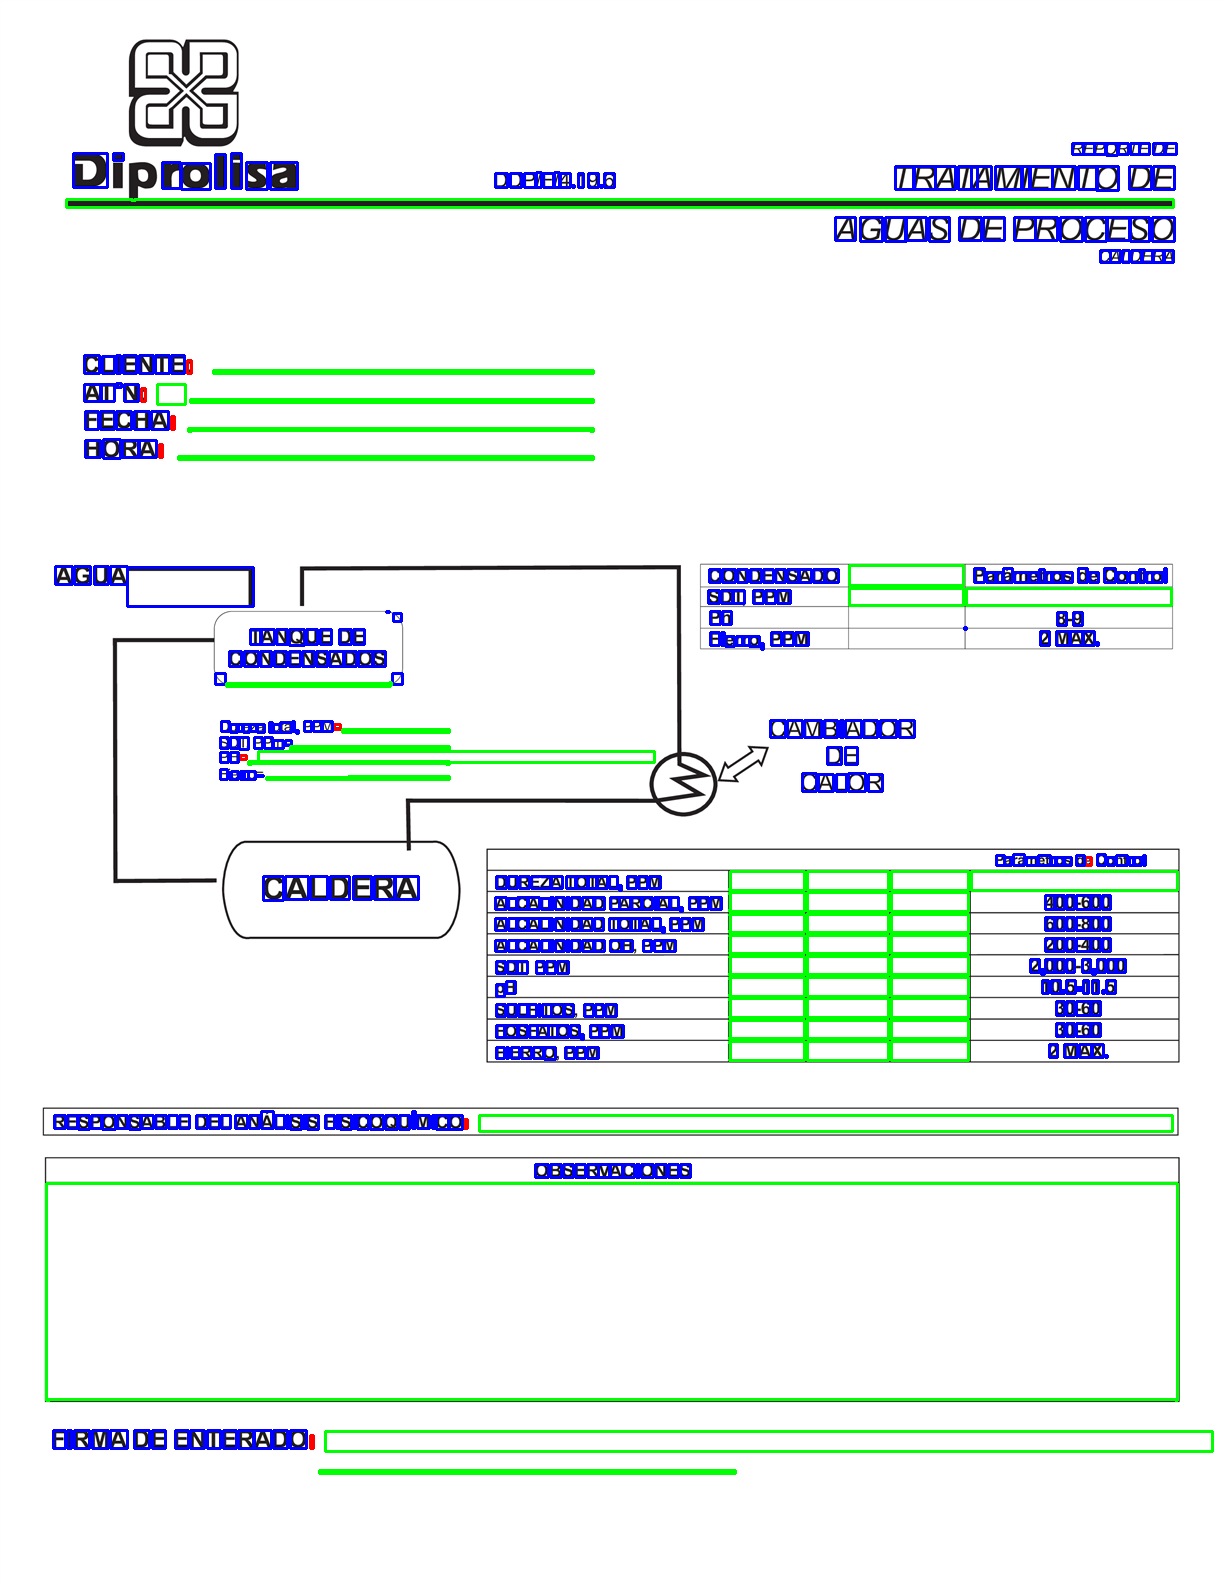 Diprolisa
REPORTE DE
TRATAMIENTO DE
AGUAS DE PROCESO
CALDERA
CLIENTE:
AT'N:
FECHA:
HORA:
AGUA
TANQUE DE
CONDENSADOS
CONDENSADO Parámetros de Control
SDT, PPM
PH 8-9
Fierro, PPM 2 MAX.
Dureza total, PPM=
SDT PPm=
PH=
Fierro=
CAMBIADOR
DE
CALOR
CALDERA
Parámetros de Control
DUREZA TOTAL, PPM
ALCALINIDAD PARCIAL, PPM 400-600
ALCALINIDAD TOTAL, PPM 600-800
ALCALINIDAD OH, PPM 200-400
SDT PPM 2,000-3,000
pH 10.5-11.5
SULFITOS, PPM 30-60
FOSFATOS, PPM 30-60
FIERRO, PPM 2 MAX.
RESPONSABLE DEL ANÁLISIS FISICOQUÍMICO:
OBSERVACIONES
FIRMA DE ENTERADO: